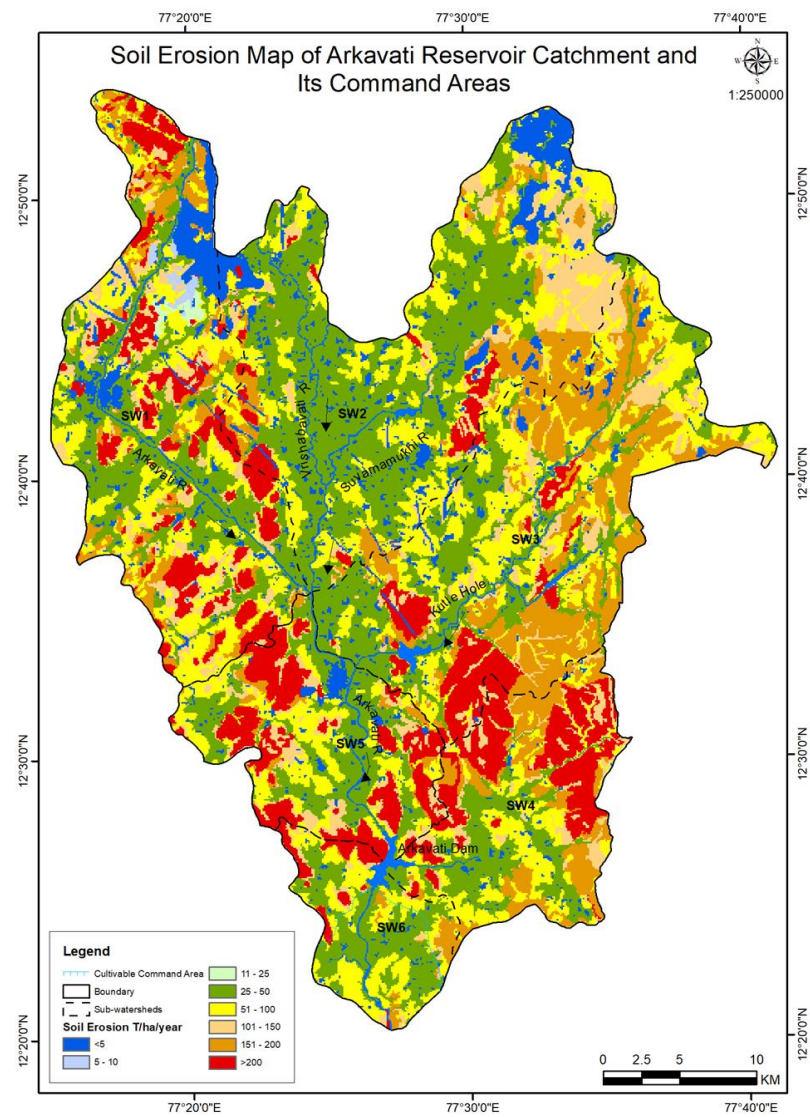 77°20'0"E 77°30'0"E 77°40'0"E
Soil Erosion Map of Arkavati Reservoir Catchment and
Its Command Areas
N
W E
S
1:250000
12°50'0"N 12°50'0"N
SW1
SW2
Vrishabavati R
Suvarnamukhi R
Arkavati R
12°40'0"N 12°40'0"N
SW3
Kutle Hole
Arkavati R
SW5
12°30'0"N 12°30'0"N
SW4
Arkavati Dam
SW6
Legend
Cultivable Command Area
Boundary
Sub-watersheds
Soil Erosion T/ha/year
<5
5 - 10
11 - 25
25 - 50
51 - 100
101 - 150
151 - 200
>200
0 2.5 5 10
KM
12°20'0"N 12°20'0"N
77°20'0"E 77°30'0"E 77°40'0"E